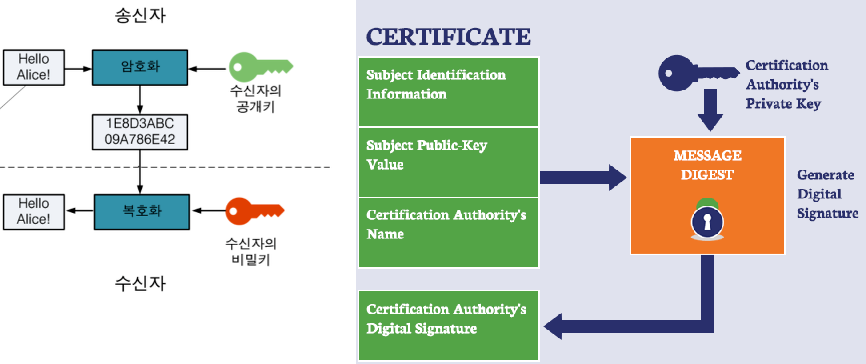 송신자
Hello
Alice!
암호화
수신자의
공개키
1E8D3ABC
09A786E42
Hello
Alice!
복호화
수신자의
비밀키
수신자
CERTIFICATE
Subject Identification
Information
Subject Public-Key
Value
Certification Authority's
Name
Certification Authority's
Digital Signature
Certification
Authority's
Private Key
MESSAGE
DIGEST
Generate
Digital
Signature